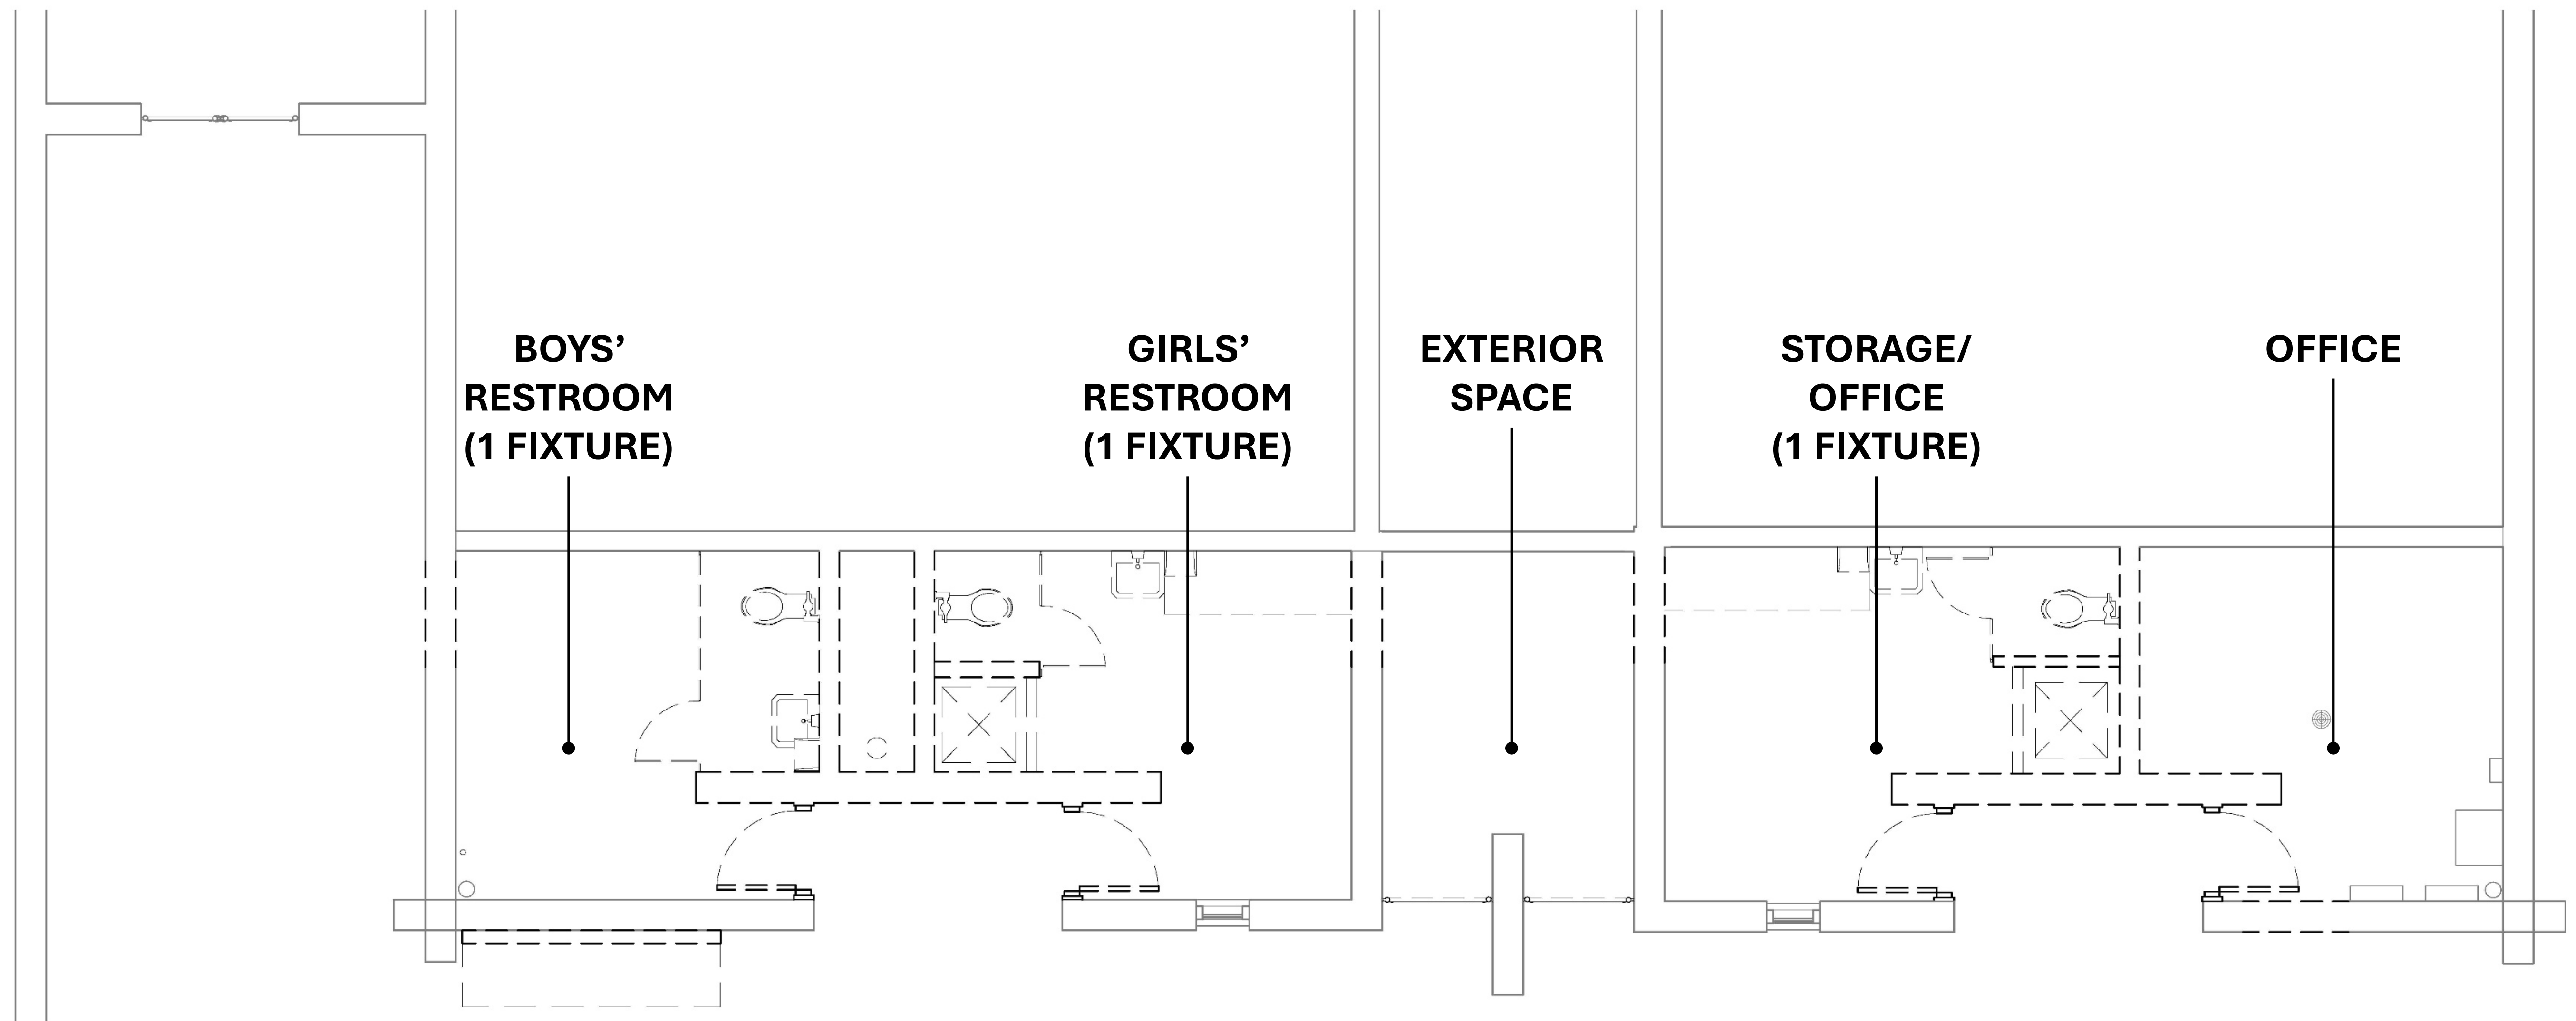 BOYS’
RESTROOM
(1 FIXTURE)
GIRLS’
RESTROOM
(1 FIXTURE)
EXTERIOR
SPACE
STORAGE/
OFFICE
(1 FIXTURE)
OFFICE